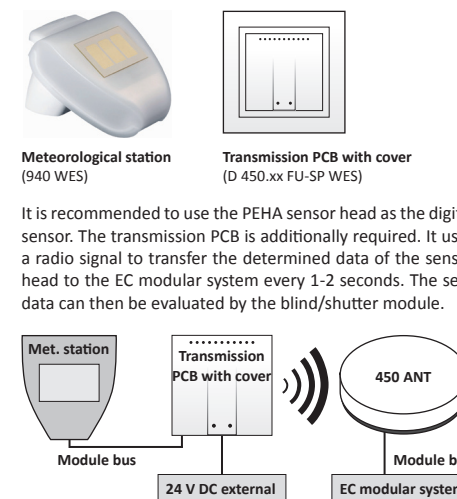 Meteorological station
(940 WES)
Transmission PCB with cover
(D 450.xx FU-SP WES)
It is recommended to use the PEHA sensor head as the digit
sensor. The transmission PCB is additionally required. It us
a radio signal to transfer the determined data of the sens
head to the EC modular system every 1-2 seconds. The se
data can then be evaluated by the blind/shutter module.
Met. station
Transmission
PCB with cover
450 ANT
Module bus
Module b
24 V DC external
EC modular system